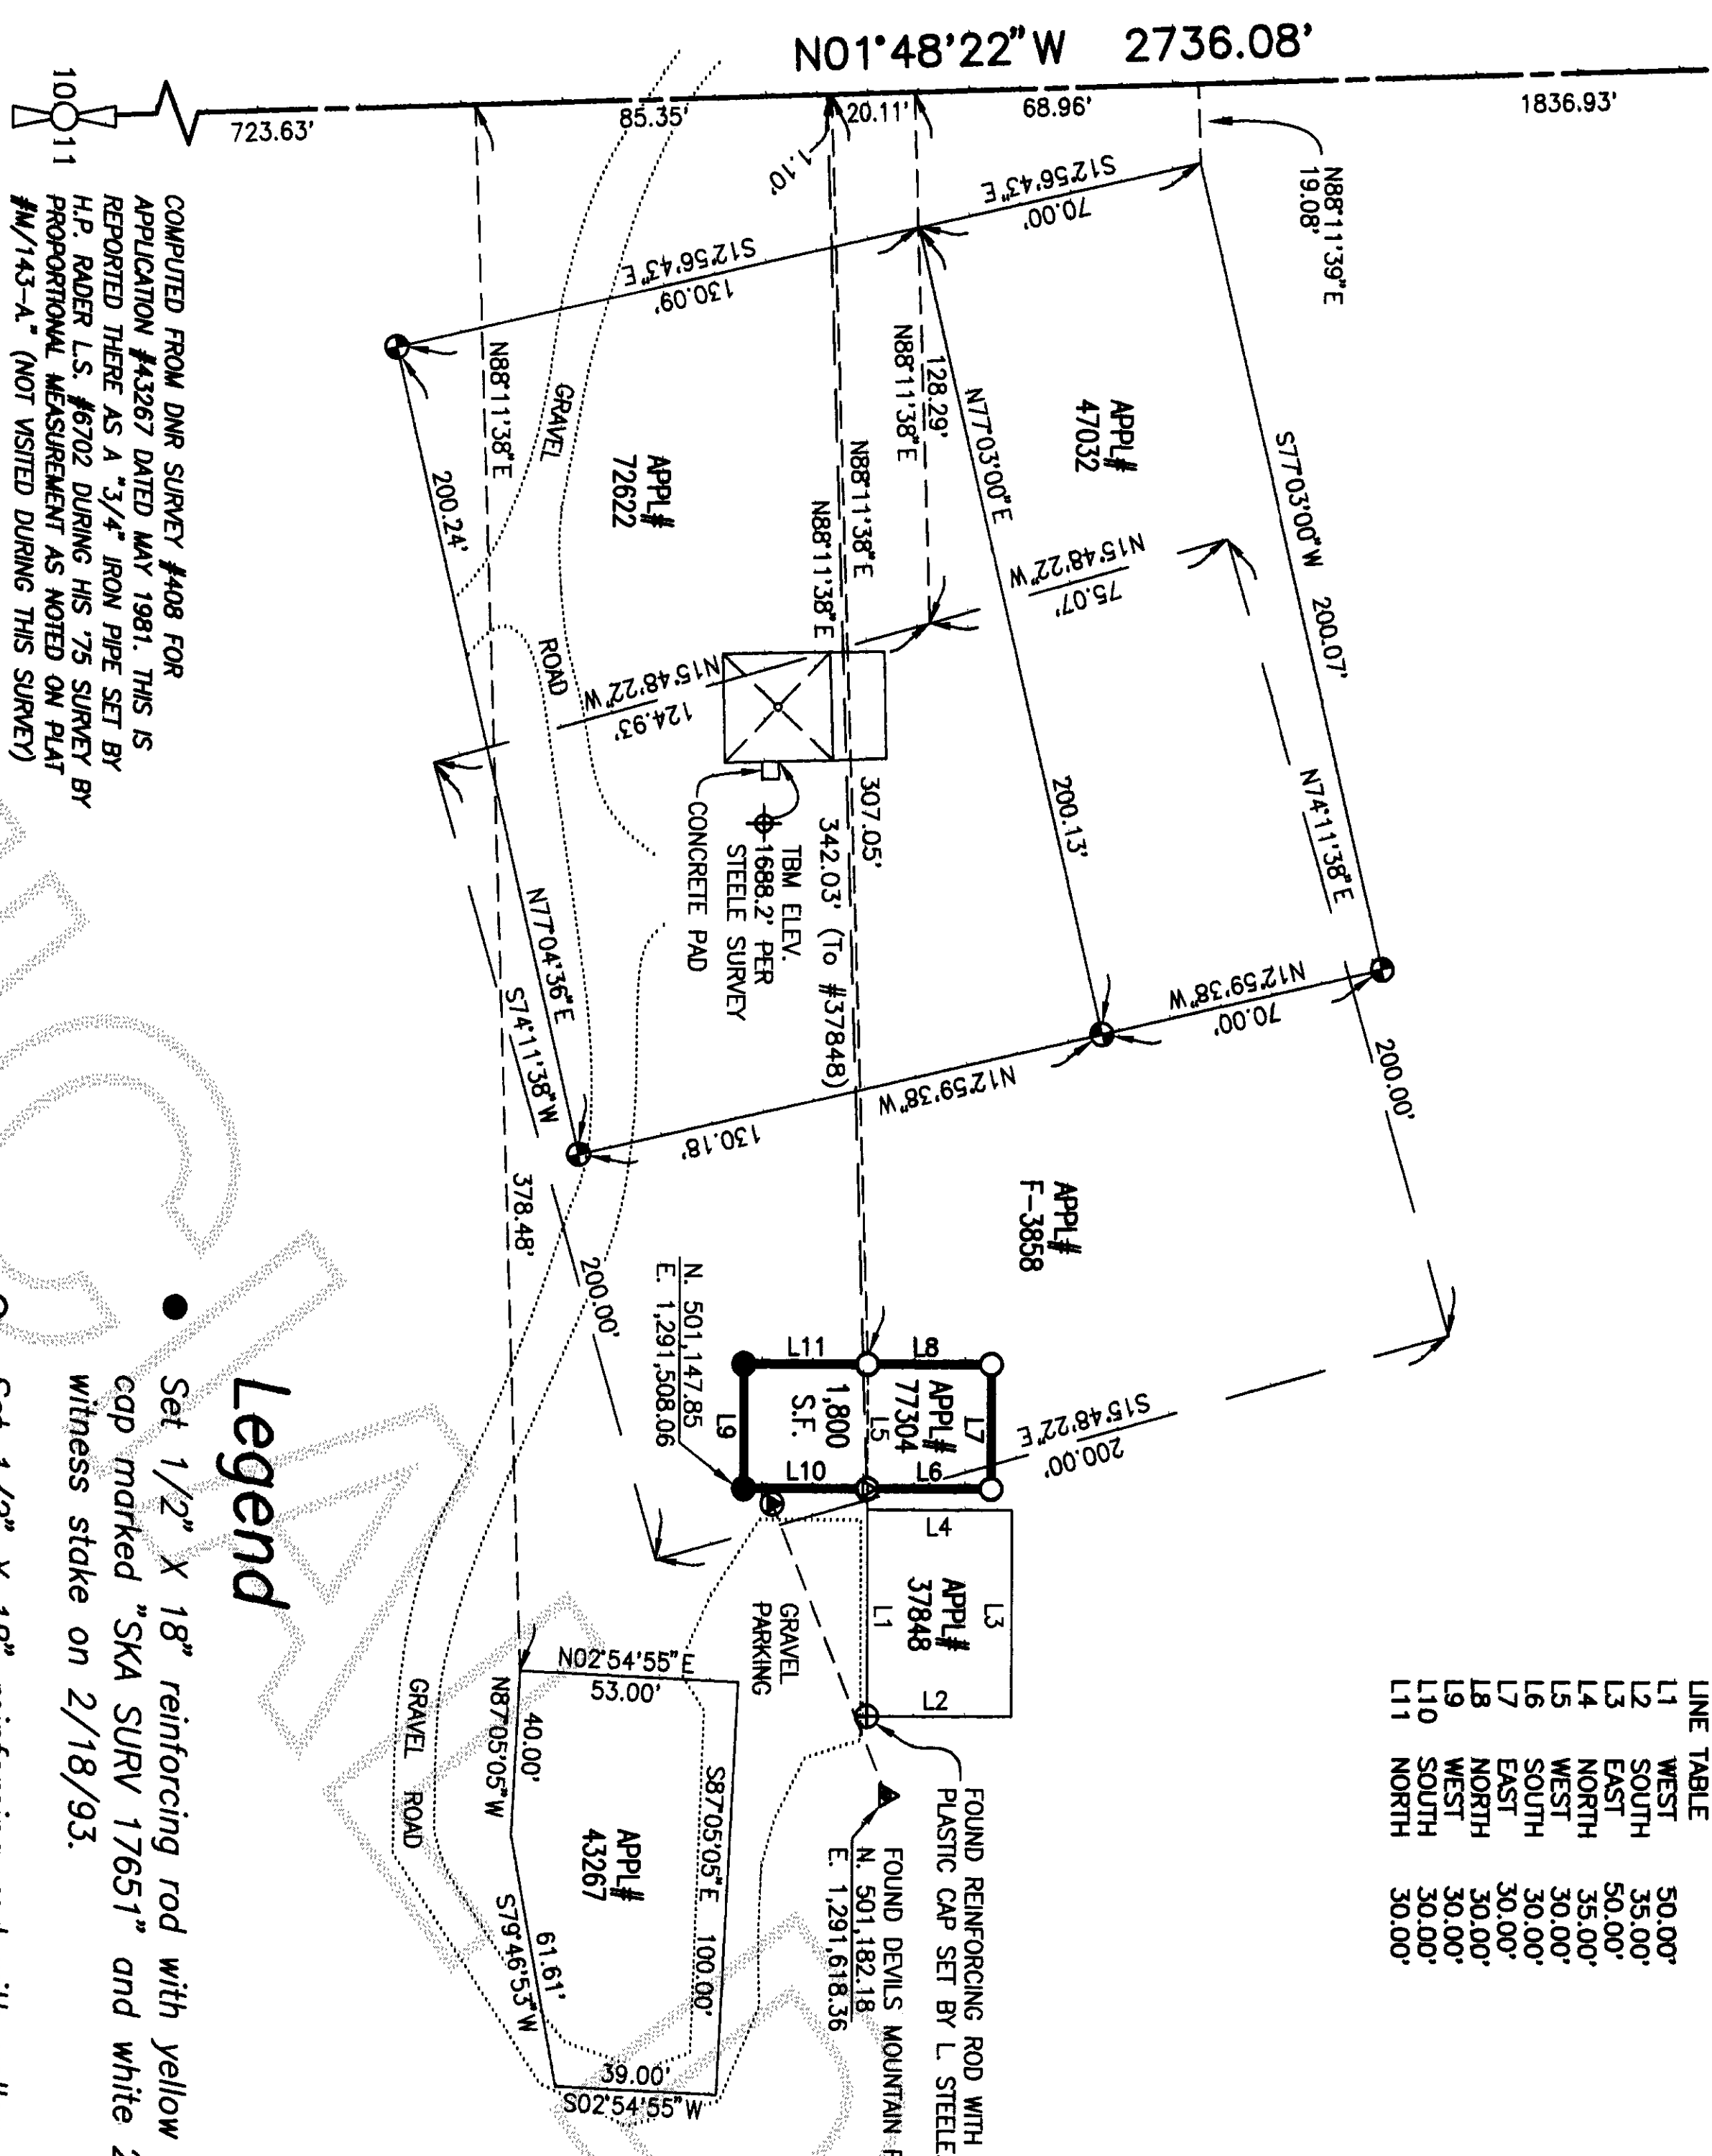 N01°48'22"W 2736.08'
723.63'
85.35'
20.11'
68.96'
1836.93'
1.10'
10
11
N88°11'39"E
19.08'
S12°56'43"E
70.00'
S12°56'43"E
130.09'
S77°03'00"W 200.07'
APPL#
47032
N77°03'00"E
200.13'
128.29'
N88°11'38"E
N15°48'22"W
75.07'
N74°11'38"E
200.00'
N88°11'38"E
307.05'
N88°11'38"E
342.03' (To #37848)
APPL#
72622
N88°11'38"E
378.48'
GRAVEL
ROAD
N15°48'22"W
124.93'
200.24'
N77°04'36"E
S74°11'38"W
200.00'
TBM ELEV.
1688.2' PER
STEELE SURVEY
CONCRETE PAD
N12°59'38"W
70.00'
N12°59'38"W
130.18'
APPL#
F-3858
S15°48'22"E
200.00'
N. 501,147.85
E. 1,291,508.06
L11
L8
L7
L5
L9
L10
L6
APPL#
77304
1,800
S.F.
L4
L3
L1
L2
APPL#
37848
GRAVEL
PARKING
N02°54'55"E
53.00'
N87°05'05"W
40.00'
S87°05'05"E 100.00'
APPL#
43267
S79°46'53"W
61.61'
39.00'
S02°54'55"W
GRAVEL ROAD
FOUND REINFORCING ROD WITH
PLASTIC CAP SET BY L. STEELE
FOUND DEVILS MOUNTAIN
N. 501,182.18
E. 1,291,618.36
LINE TABLE
L1 WEST 50.00'
L2 SOUTH 35.00'
L3 EAST 50.00'
L4 NORTH 35.00'
L5 WEST 30.00'
L6 SOUTH 30.00'
L7 EAST 30.00'
L8 NORTH 30.00'
L9 WEST 30.00'
L10 SOUTH 30.00'
L11 NORTH 30.00'
COMPUTED FROM DNR SURVEY #408 FOR
APPLICATION #43267 DATED MAY 1981. THIS IS
REPORTED THERE AS A "3/4" IRON PIPE SET BY
H.P. RADER L.S. #6702 DURING HIS '75 SURVEY BY
PROPORTIONAL MEASUREMENT AS NOTED ON PLAT
#M/143-A." (NOT VISITED DURING THIS SURVEY)
Legend
Set 1/2" X 18" reinforcing rod with yellow
cap marked "SKA SURV 17651" and white
witness stake on 2/18/93.